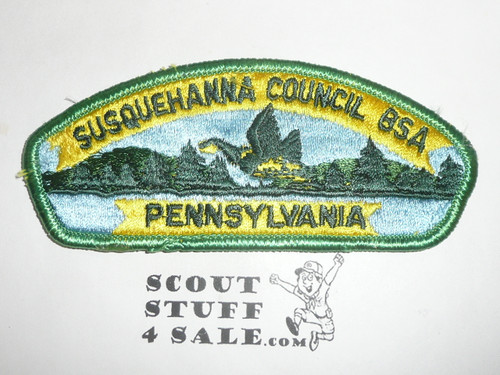 SUSQUEHANNA COUNCIL BSA
PENNSYLVANIA
SCOUT
STUFF
4 SALE.com